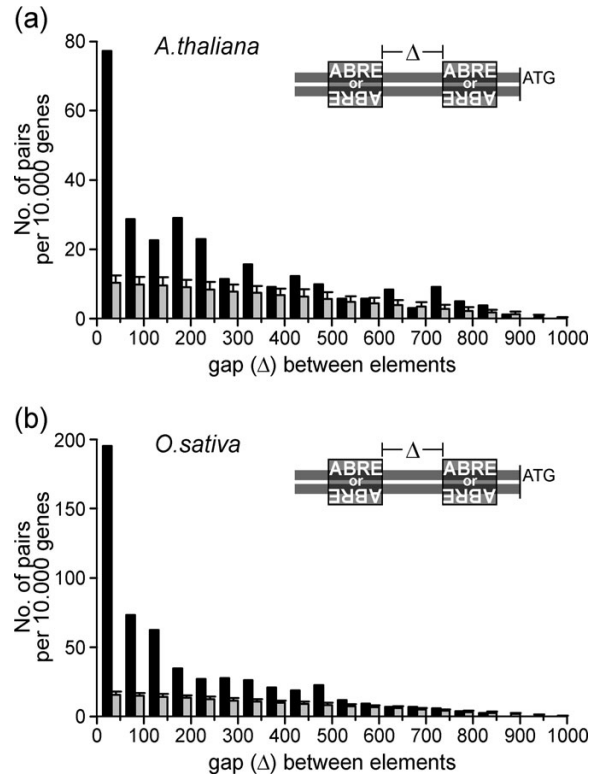 (a)
A.thaliana
Δ
ABRE ABRE
or or
ABRE ABRE
ATG
No. of pairs
per 10.000 genes
80
60
40
20
0
0 100 200 300 400 500 600 700 800 900 1000
gap (Δ) between elements
(b)
O.sativa
Δ
ABRE ABRE
or or
ABRE ABRE
ATG
No. of pairs
per 10.000 genes
200
150
100
50
0
0 100 200 300 400 500 600 700 800 900 1000
gap (Δ) between elements